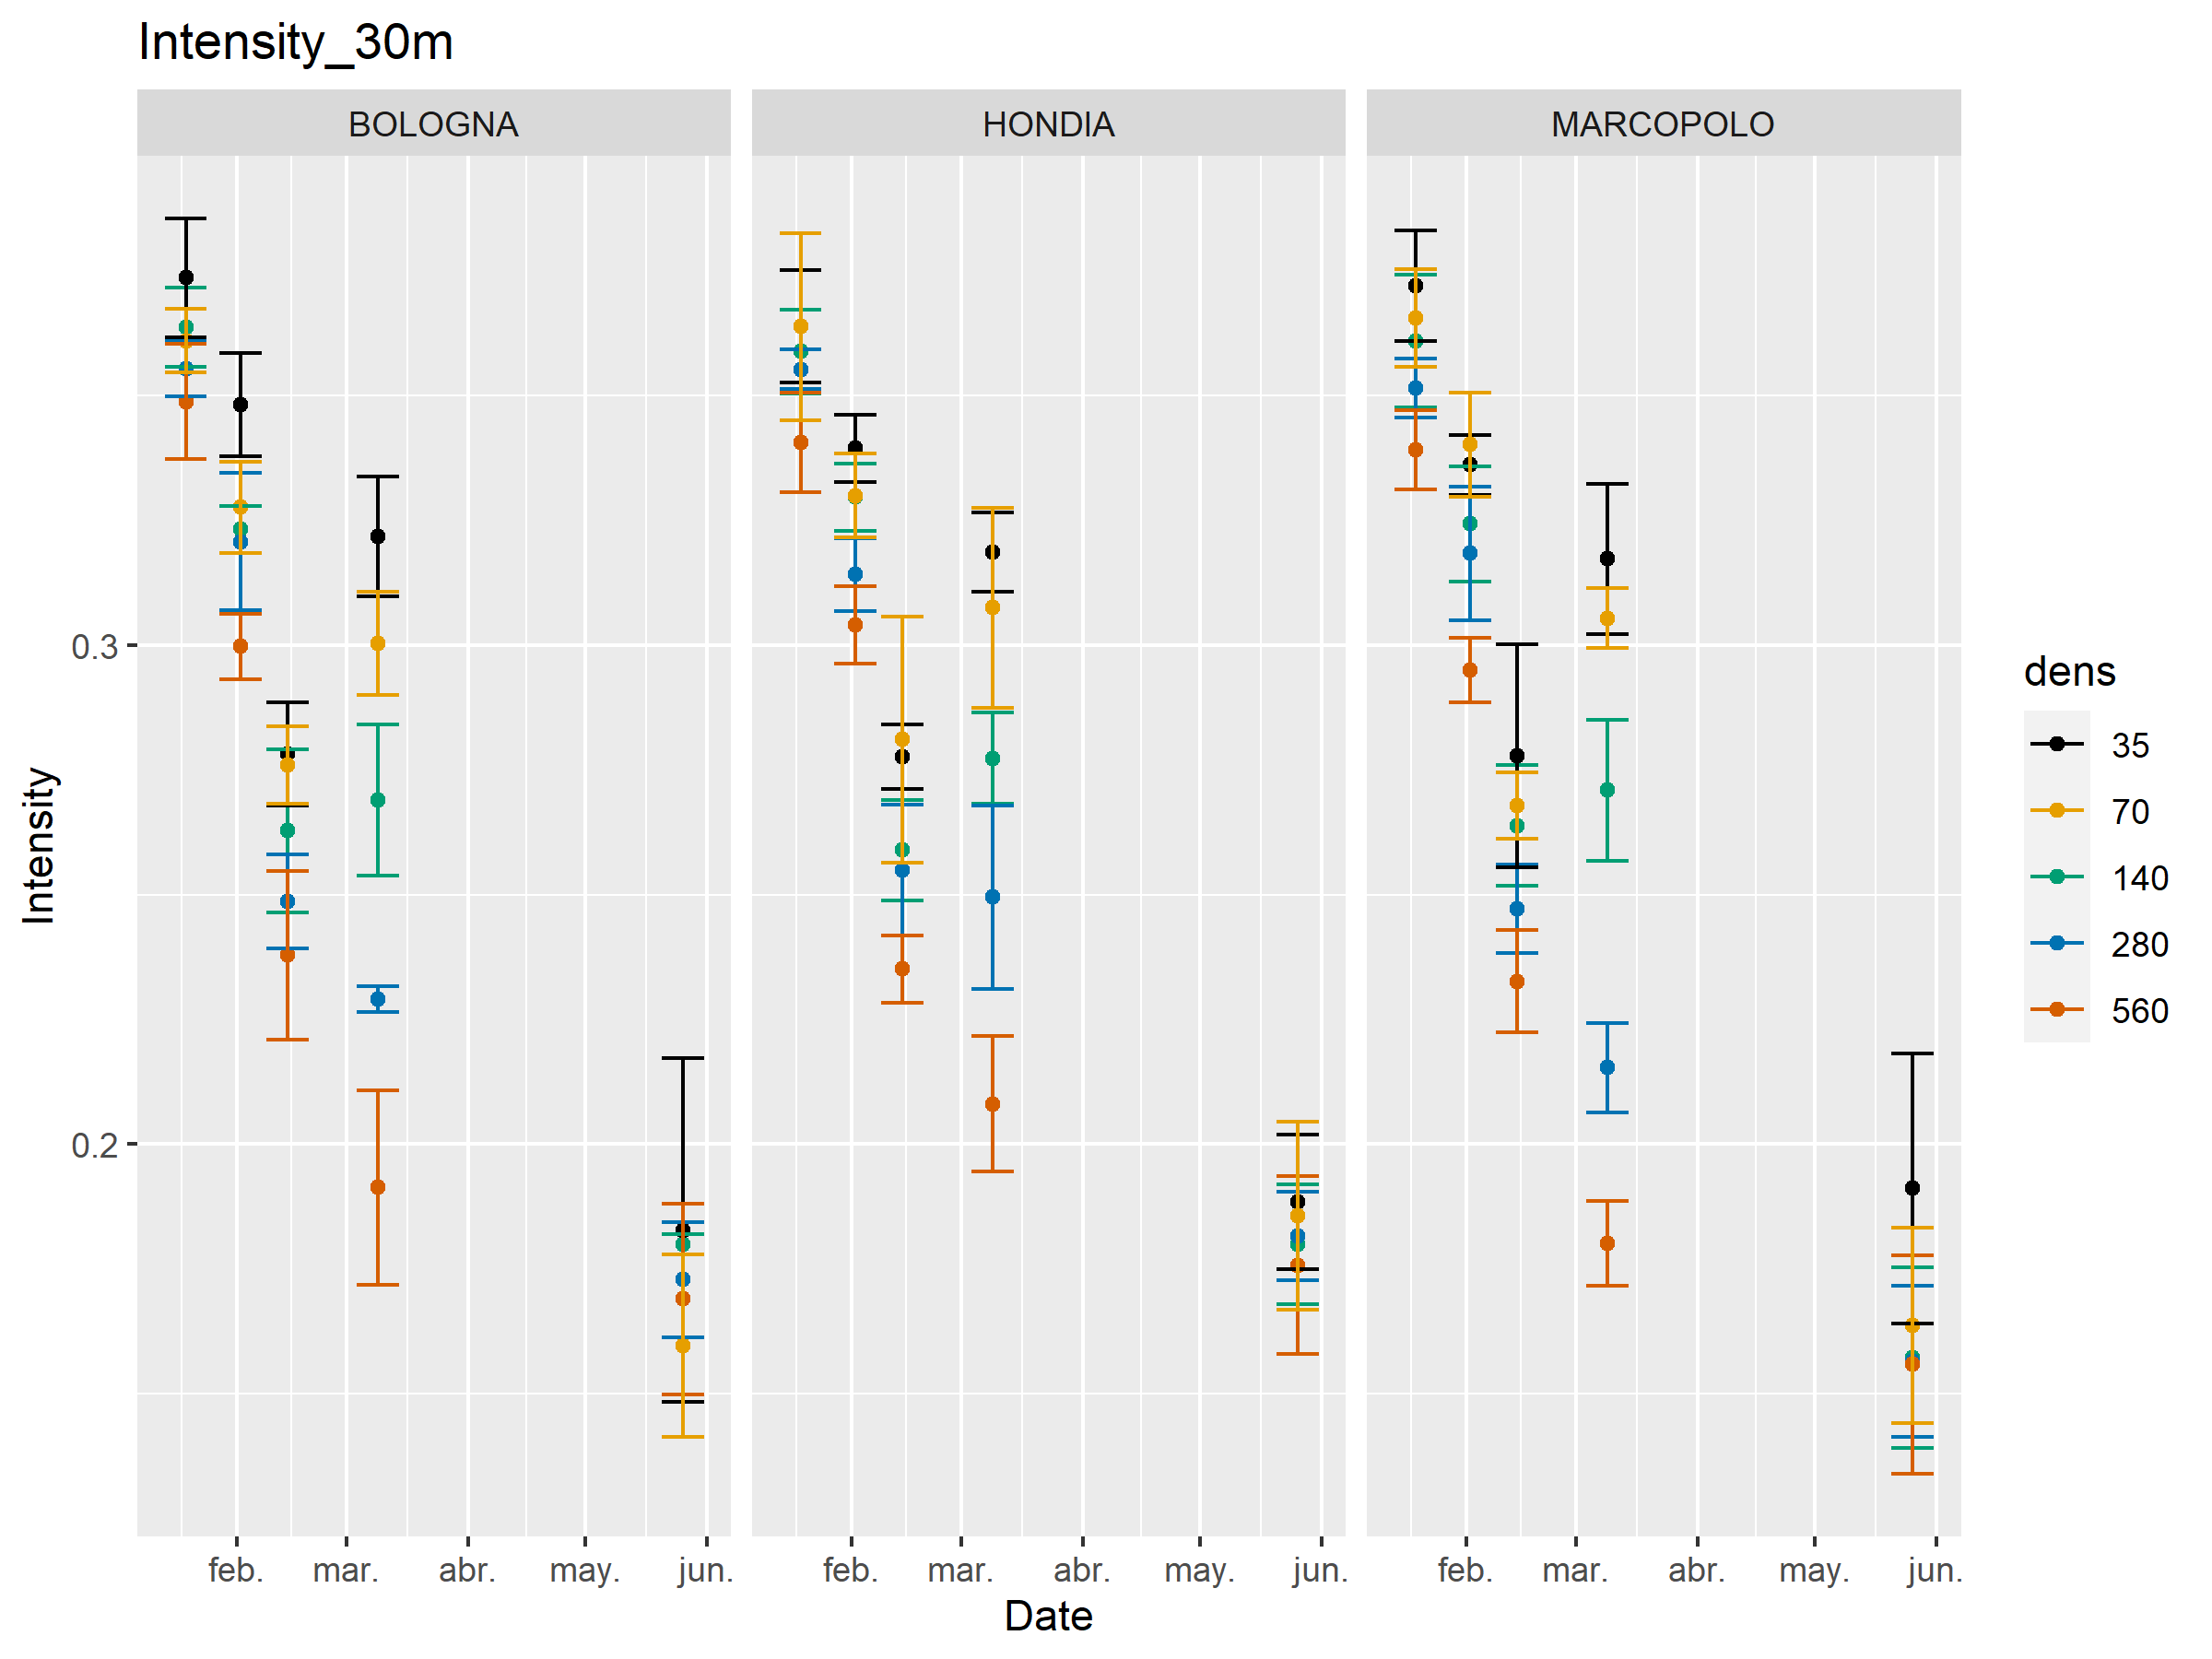 Intensity_30m
BOLOGNA HONDIA MARCOPOLO
0.3
0.2
Intensity
feb. mar. abr. may. jun. feb. mar. abr. may. jun. feb. mar. abr. may. jun.
Date
dens
35
70
140
280
560